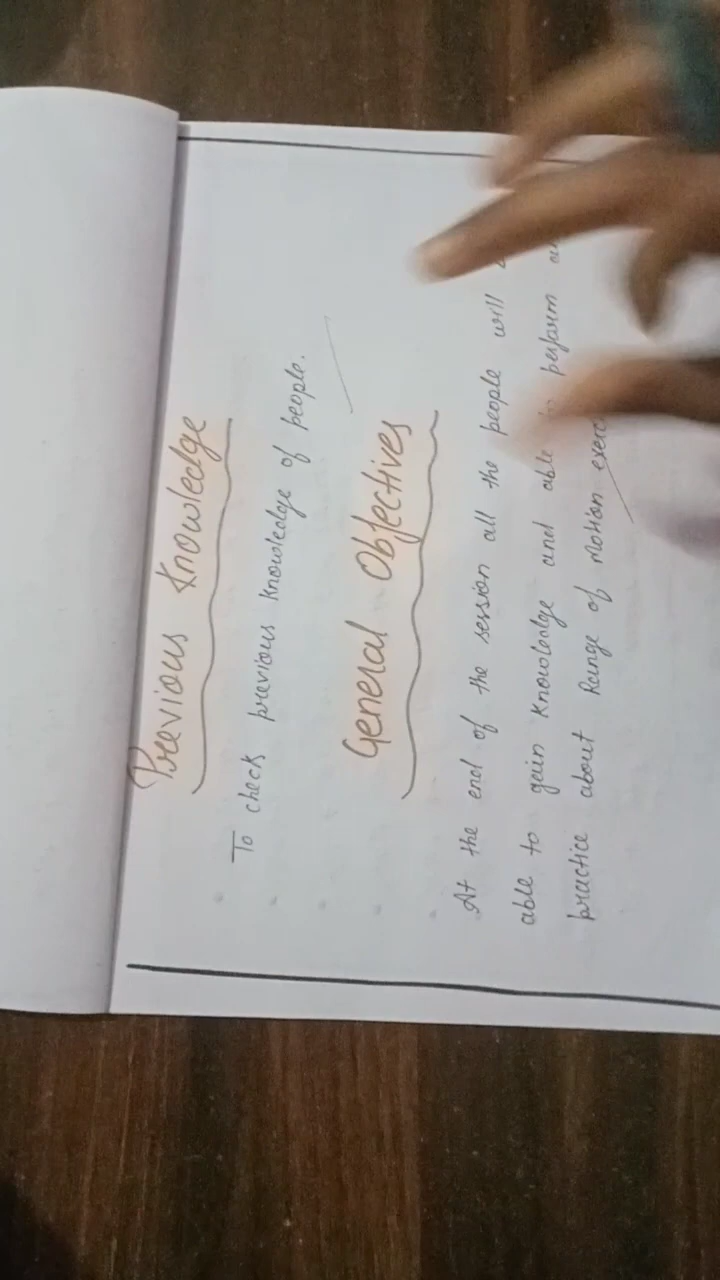 Previous Knowledge
To check previous knowledge of people.
General Objectives
At the end of the session all the people will
able to gain knowledge and able perform
practice about Range of Motion